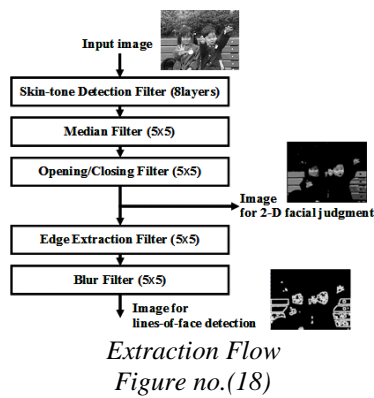 Input image
Skin-tone Detection Filter (8layers)
Median Filter (5x5)
Opening/Closing Filter (5x5)
Image
for 2-D facial judgment
Edge Extraction Filter (5x5)
Blur Filter (5x5)
Image for
lines-of-face detection
Extraction Flow
Figure no.(18)